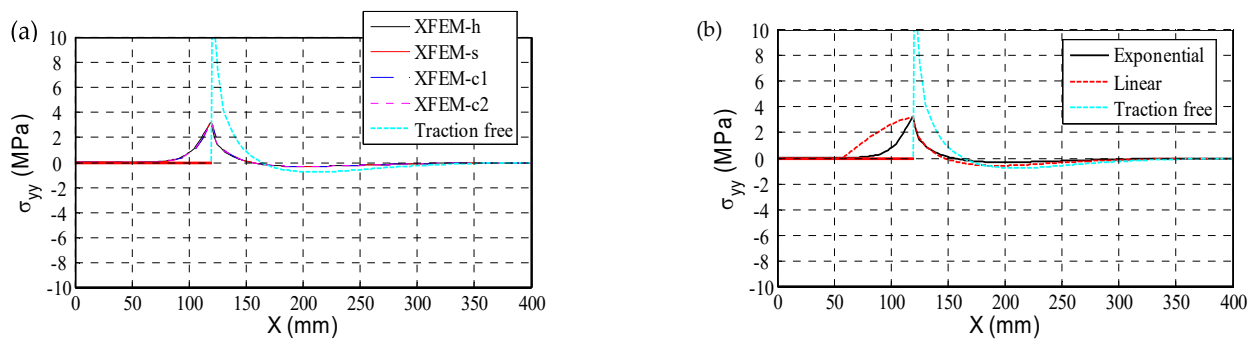 (a)
XFEM-h
XFEM-s
XFEM-c1
XFEM-c2
Traction free
10
8
6
4
2
0
-2
-4
-6
-8
-10
σyy (MPa)
0 50 100 150 200 250 300 350 400
X (mm)
(b)
Exponential
Linear
Traction free
10
8
6
4
2
0
-2
-4
-6
-8
-10
σyy (MPa)
0 50 100 150 200 250 300 350 400
X (mm)